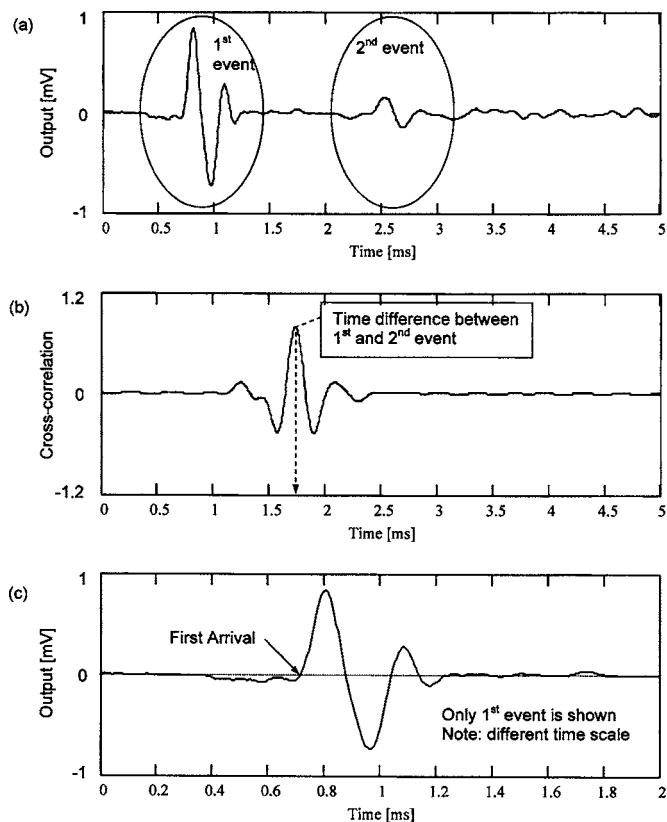 (a)
1
1st event
2nd event
Output [mV]
0
-1
0 0.5 1 1.5 2 2.5 3 3.5 4 4.5 5
Time [ms]
(b)
1.2
Time difference between
1st and 2nd event
Cross-correlation
0
-1.2
0 0.5 1 1.5 2 2.5 3 3.5 4 4.5 5
Time [ms]
(c)
1
First Arrival
Output [mV]
0
Only 1st event is shown
Note: different time scale
-1
0 0.2 0.4 0.6 0.8 1 1.2 1.4 1.6 1.8 2
Time [ms]